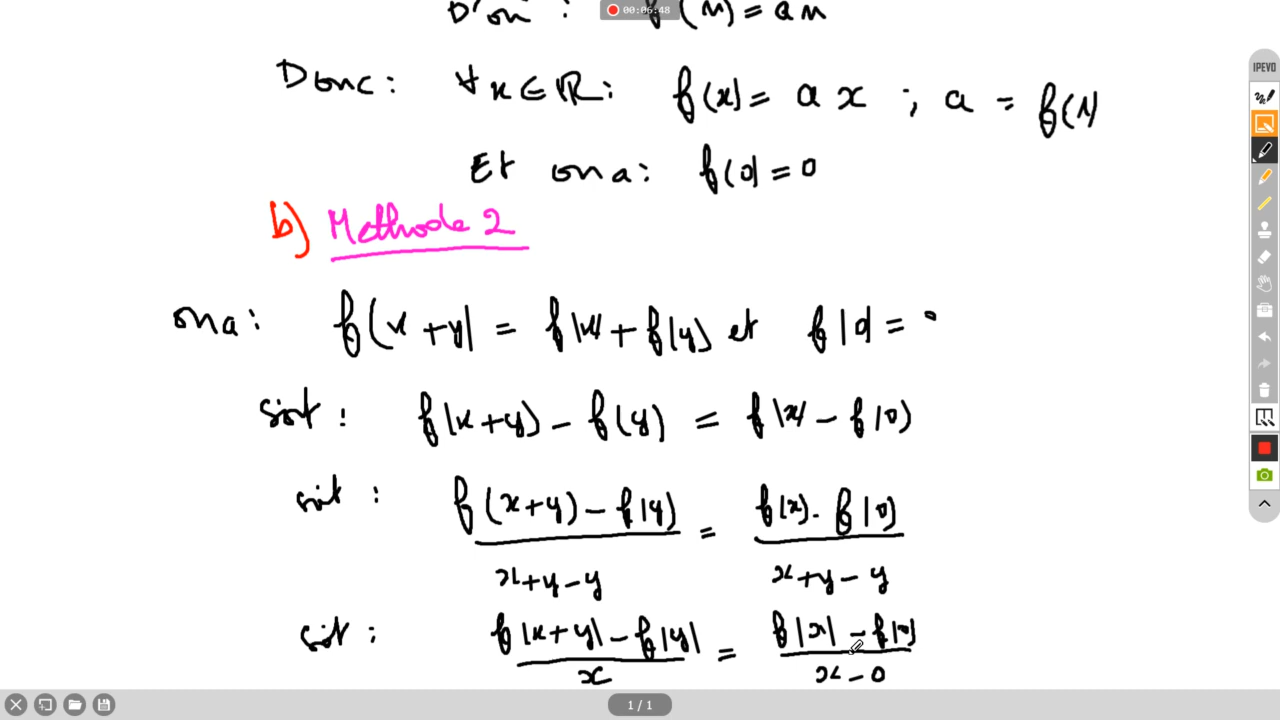 00:06:48
D'où : f(x) = ax
Donc : ∀x∈ℝ : f(x) = a x ; a = f(1)
Et on a : f(0) = 0
b) Methode 2
on a : f(x+y) = f(x) + f(y) et f(0) = 0
soit : f(x+y) - f(y) = f(x) - f(0)
soit : (f(x+y) - f(y)) / (x+y-y) = (f(x) - f(0)) / (x+y-y)
soit : (f(x+y) - f(y)) / x = (f(x) - f(0)) / (x-0)
IPEVO
1 / 1